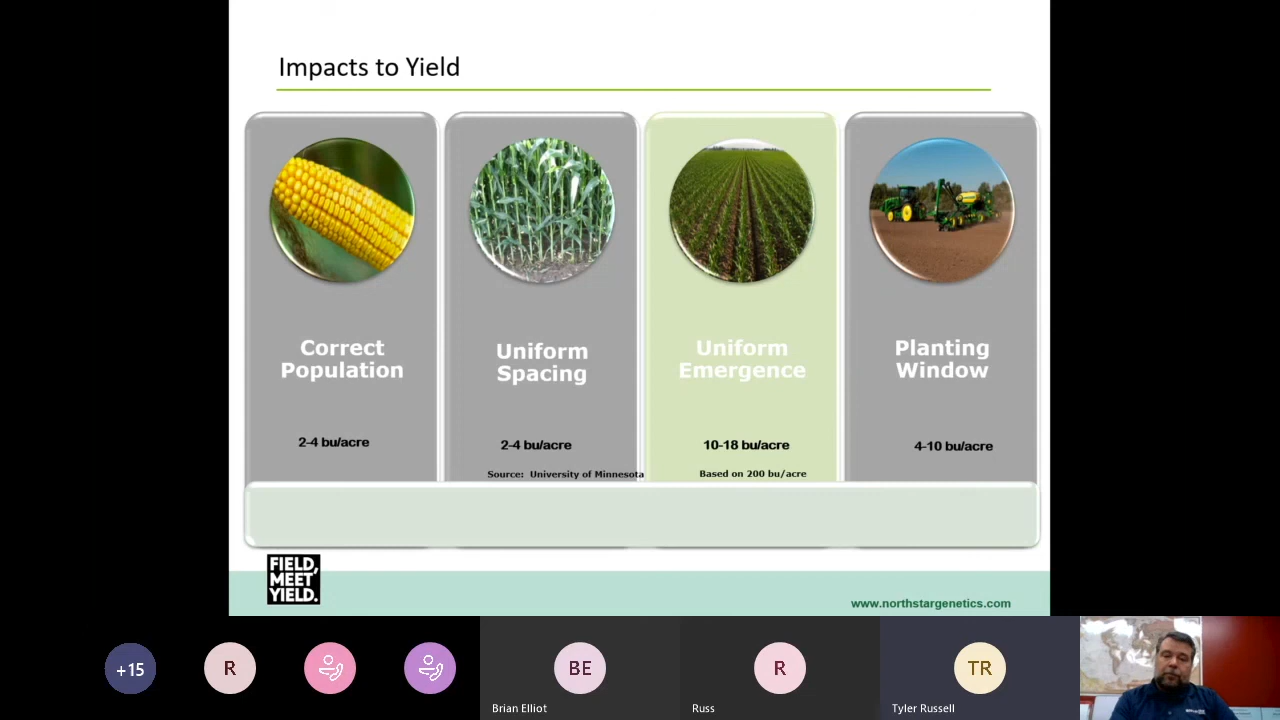 Impacts to Yield
Correct
Population
2-4 bu/acre
Uniform
Spacing
2-4 bu/acre
Source: University of Minnesota
Uniform
Emergence
10-18 bu/acre
Based on 200 bu/acre
Planting
Window
4-10 bu/acre
FIELD,
MEET
YIELD.
www.northstargenetics.com
+15
R
BE
Brian Elliot
R
Russ
TR
Tyler Russell